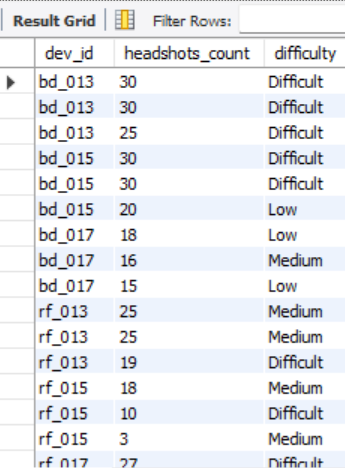 Result Grid Filter Rows:
dev_id headshots_count difficulty
bd_013 30 Difficult
bd_013 30 Difficult
bd_013 25 Difficult
bd_015 30 Difficult
bd_015 30 Difficult
bd_015 20 Low
bd_017 18 Low
bd_017 16 Medium
bd_017 15 Low
rf_013 25 Medium
rf_013 25 Medium
rf_013 19 Difficult
rf_015 18 Medium
rf_015 10 Difficult
rf_015 3 Medium
rf_017 27 Difficult